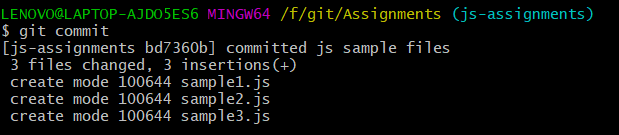 LENOVO@LAPTOP-AJDO5ES6 MINGW64 /f/git/Assignments (js-assignments)
$ git commit
[js-assignments bd7360b] committed js sample files
 3 files changed, 3 insertions(+)
 create mode 100644 sample1.js
 create mode 100644 sample2.js
 create mode 100644 sample3.js